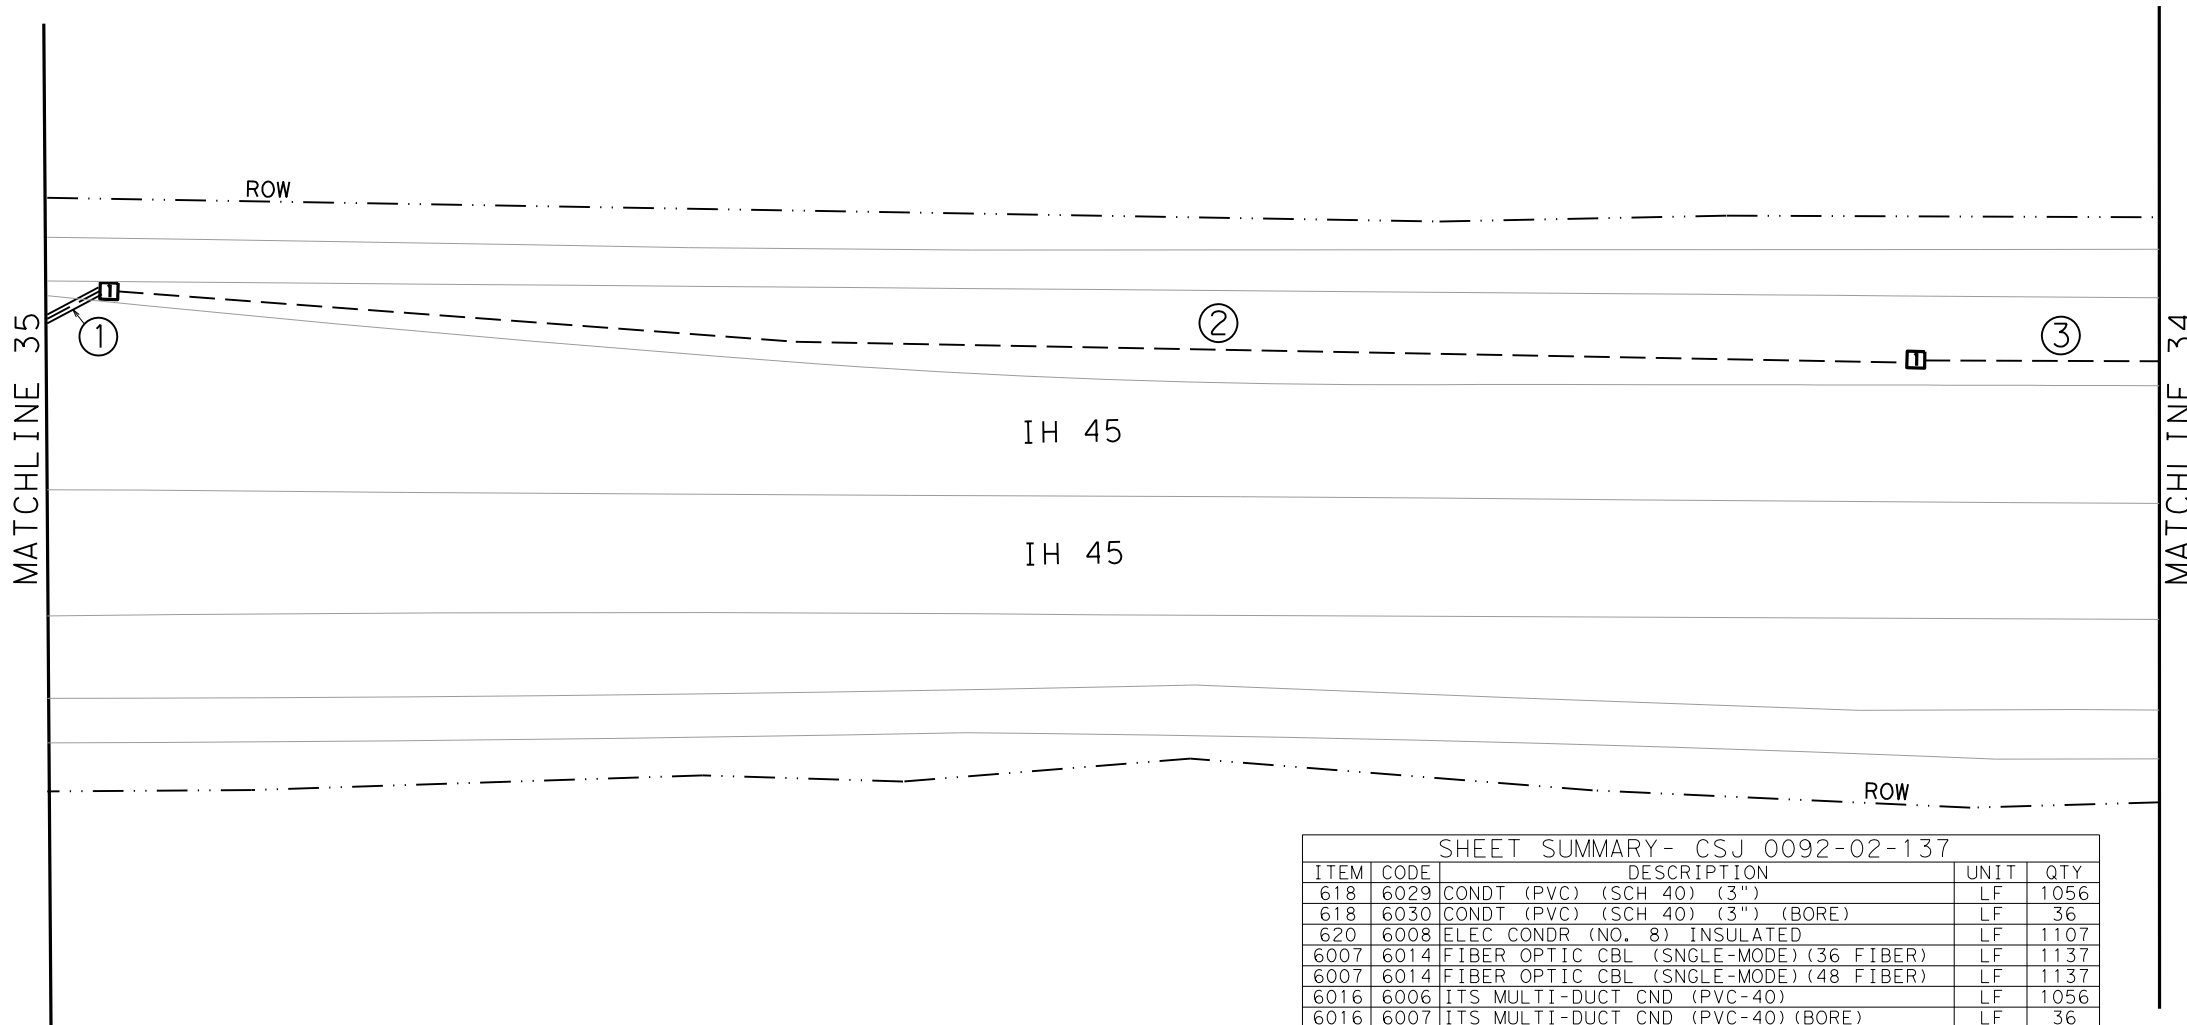 ROW
MATCHLINE 35
1
1
2
3
1
MATCHLINE 34
IH 45
IH 45
ROW
SHEET SUMMARY- CSJ 0092-02-137
ITEM CODE DESCRIPTION UNIT QTY
618 6029 CONDT (PVC) (SCH 40) (3") LF 1056
618 6030 CONDT (PVC) (SCH 40) (3") (BORE) LF 36
620 6008 ELEC CONDR (NO. 8) INSULATED LF 1107
6007 6014 FIBER OPTIC CBL (SNGLE-MODE)(36 FIBER) LF 1137
6007 6014 FIBER OPTIC CBL (SNGLE-MODE)(48 FIBER) LF 1137
6016 6006 ITS MULTI-DUCT CND (PVC-40) LF 1056
6016 6007 ITS MULTI-DUCT CND (PVC-40)(BORE) LF 36